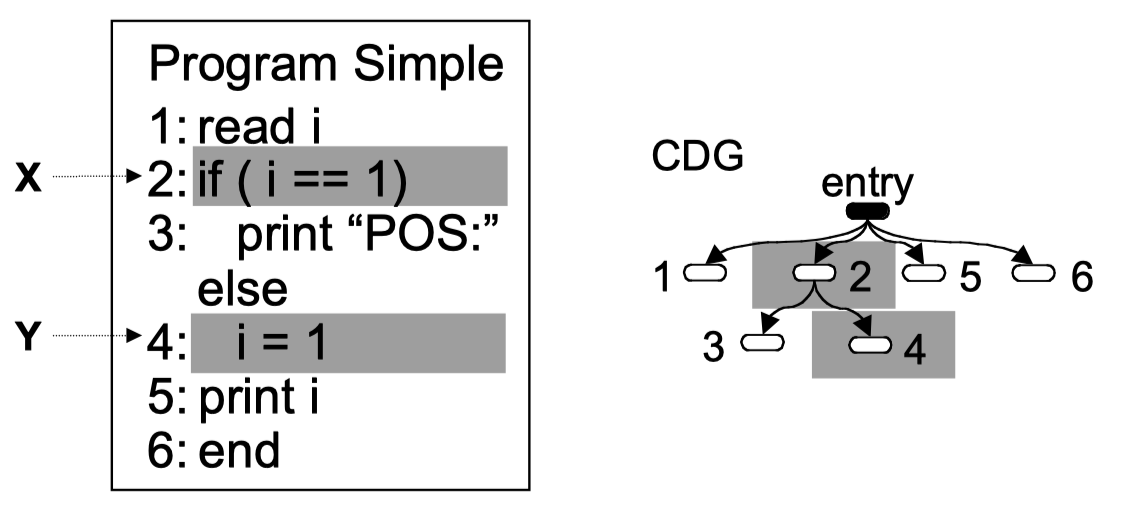 Program Simple
1: read i
X
2: if ( i == 1)
3: print “POS:”
else
Y
4: i = 1
5: print i
6: end
CDG
entry
1 2 5 6
3 4